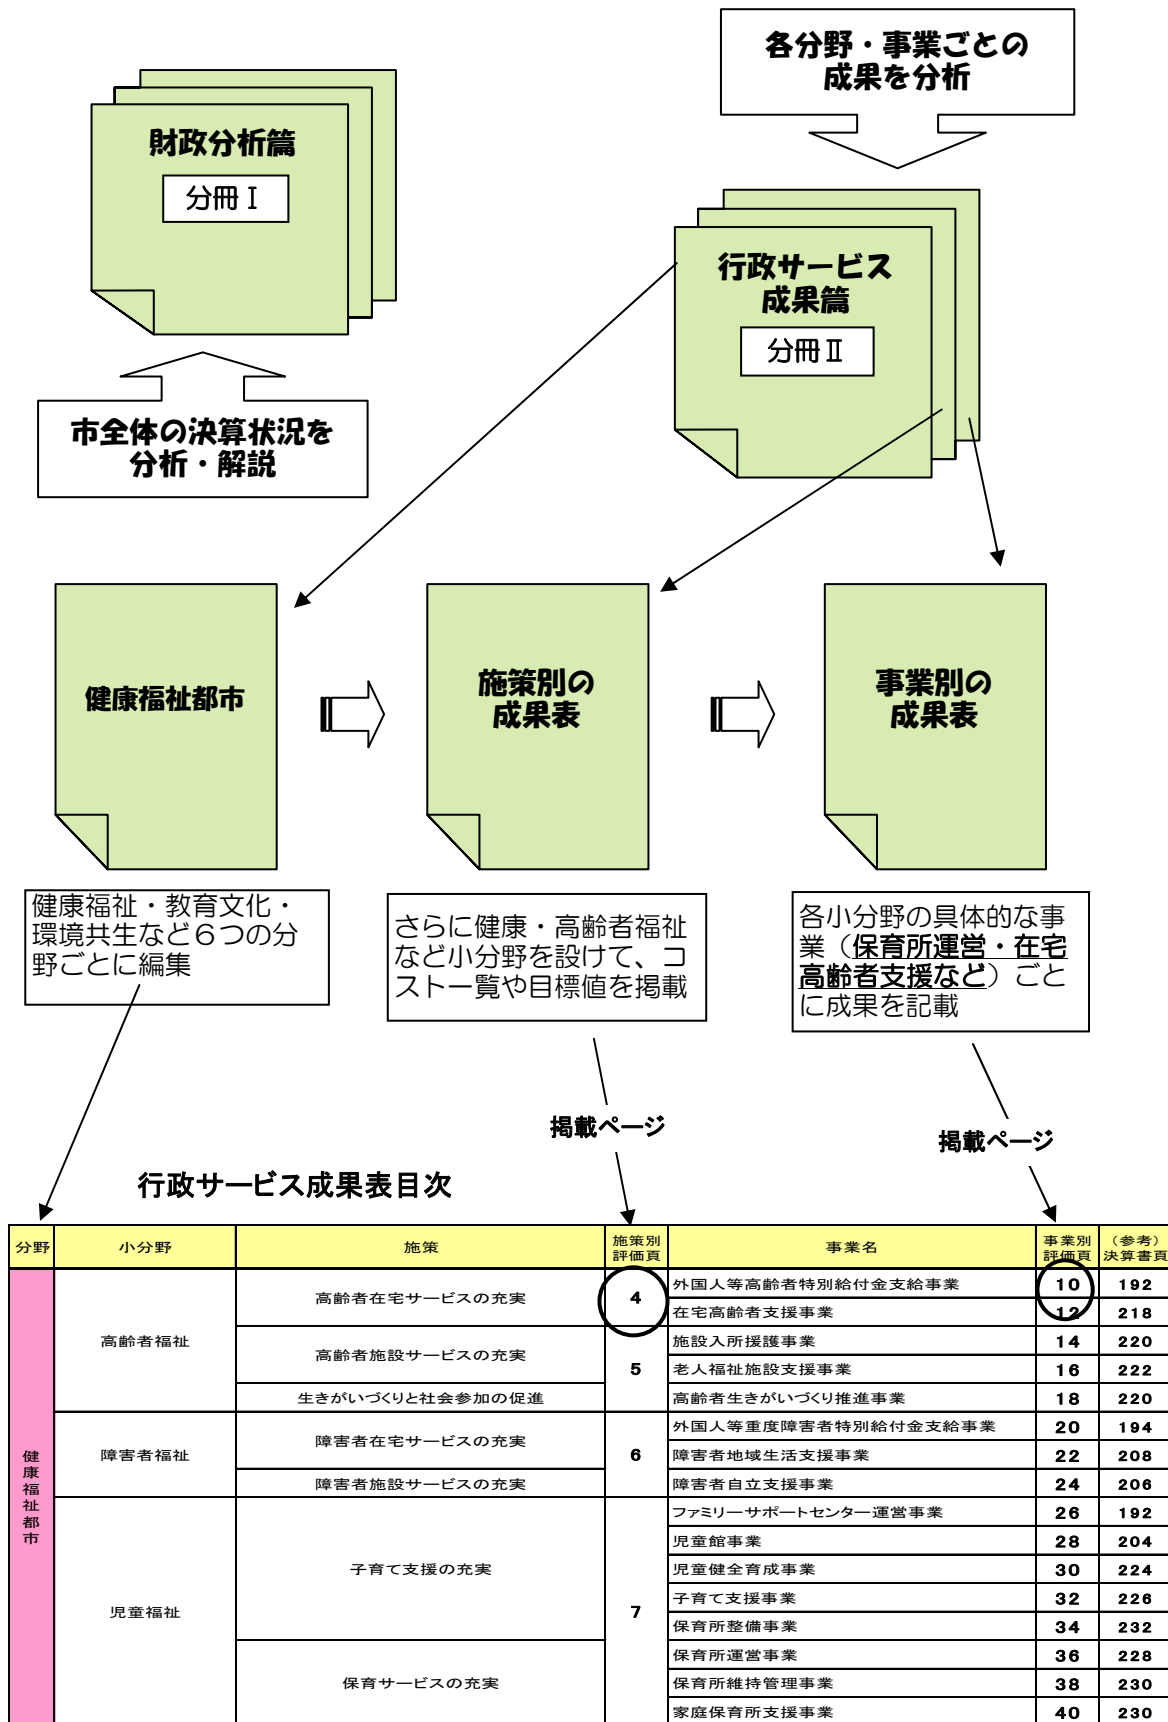 各分野・事業ごとの
成果を分析
財政分析篇
分冊Ⅰ
行政サービス
成果篇
分冊Ⅱ
市全体の決算状況を
分析・解説
健康福祉都市
施策別の
成果表
事業別の
成果表
健康福祉・教育文化・
環境共生など６つの分
野ごとに編集
さらに健康・高齢者福祉
など小分野を設けて、コ
スト一覧や目標値を掲載
各小分野の具体的な事
業（保育所運営・在宅
高齢者支援など）ごと
に成果を記載
掲載ページ
掲載ページ
行政サービス成果表目次
分野 小分野 施策 施策別評価頁 事業名 事業別評価頁 （参考）決算書頁
健康福祉都市
高齢者福祉
高齢者在宅サービスの充実 4 外国人等高齢者特別給付金支給事業 10 192
在宅高齢者支援事業 12 218
高齢者施設サービスの充実 5 施設入所援護事業 14 220
老人福祉施設支援事業 16 222
生きがいづくりと社会参加の促進 高齢者生きがいづくり推進事業 18 220
障害者福祉
障害者在宅サービスの充実 6 外国人等重度障害者特別給付金支給事業 20 194
障害者地域生活支援事業 22 208
障害者施設サービスの充実 障害者自立支援事業 24 206
児童福祉
子育て支援の充実 7 ファミリーサポートセンター運営事業 26 192
児童館事業 28 204
児童健全育成事業 30 224
子育て支援事業 32 226
保育所整備事業 34 232
保育サービスの充実 保育所運営事業 36 228
保育所維持管理事業 38 230
家庭保育所支援事業 40 230